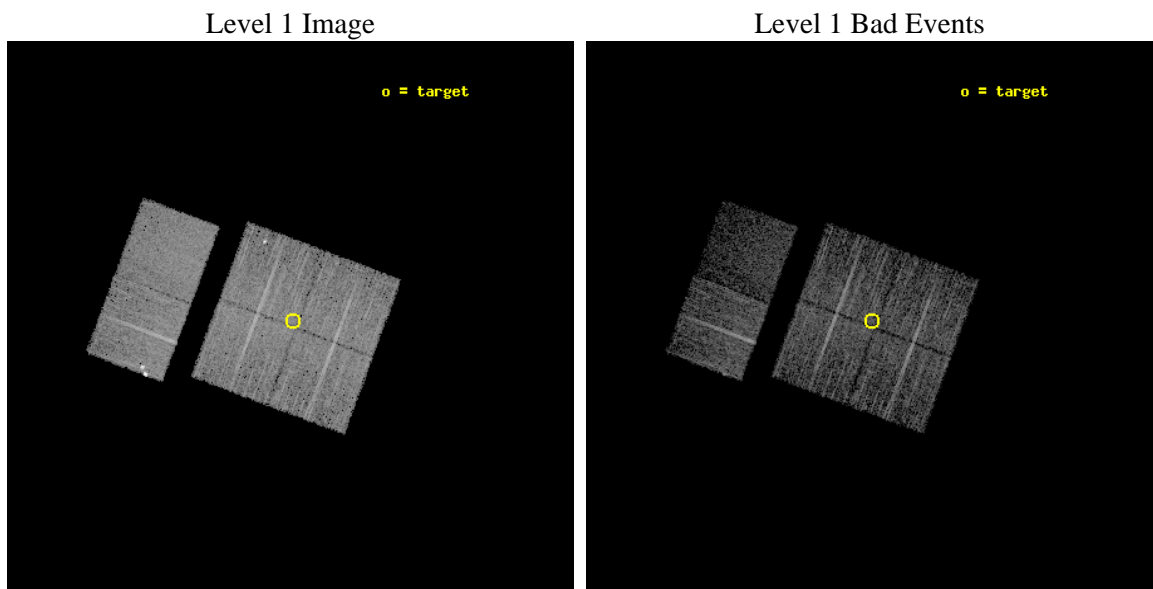 Level 1 Image
Level 1 Bad Events
o = target
o = target